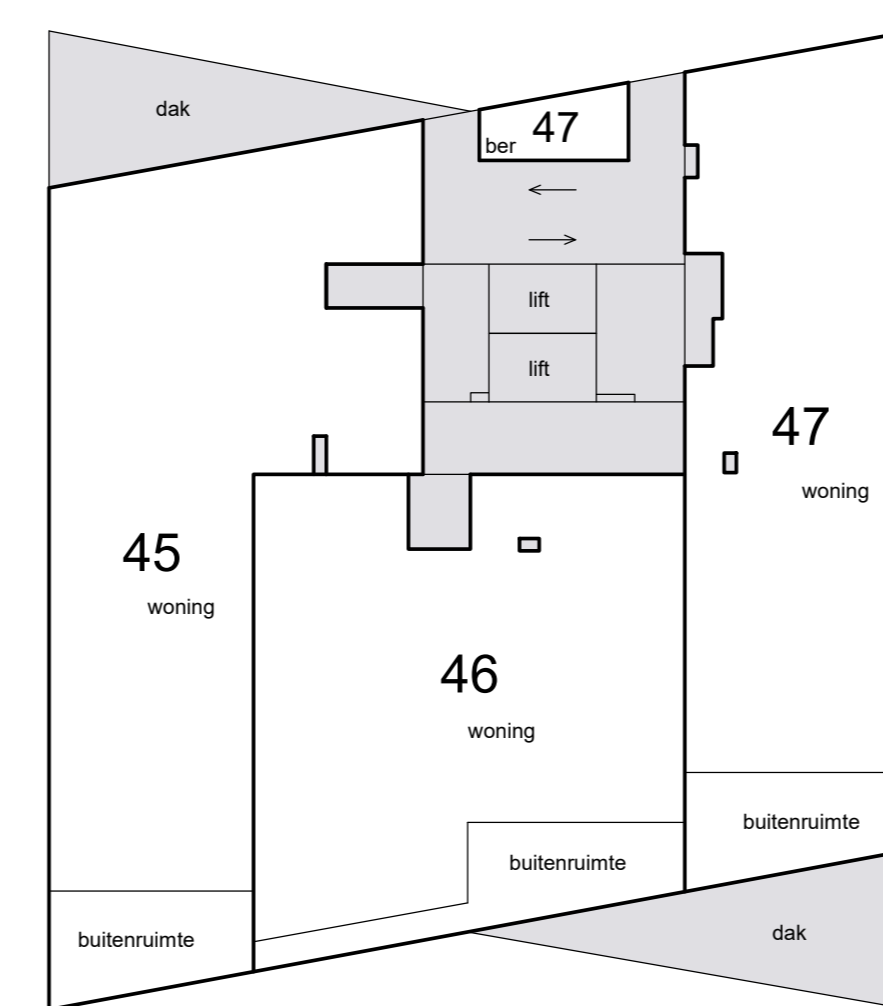 dak
47
ber
lift
lift
47
woning
45
woning
46
woning
buitenruimte
buitenruimte
buitenruimte
dak